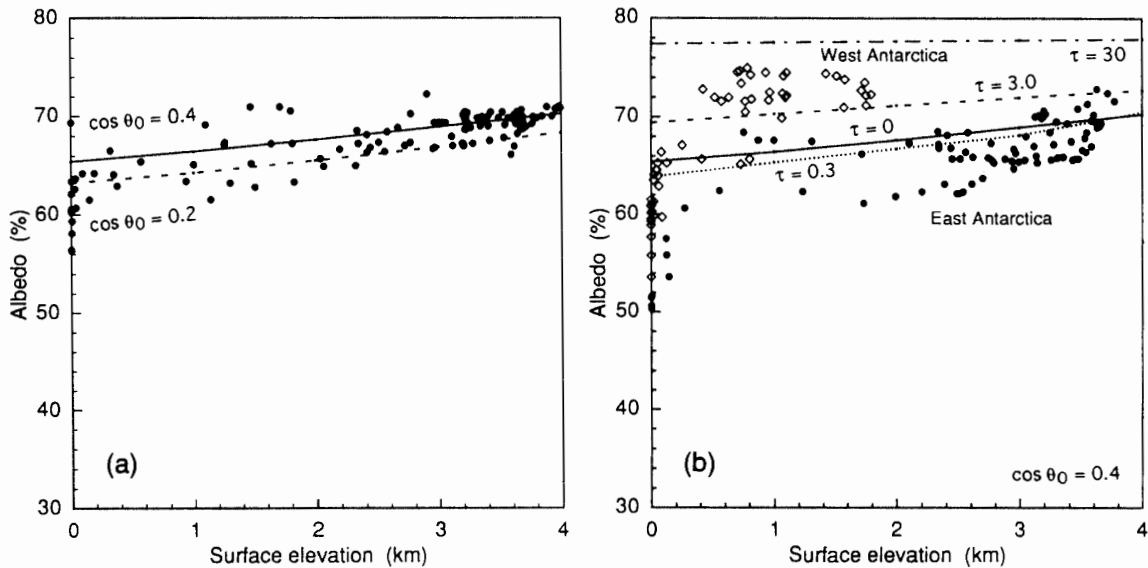 80
70
60
50
40
30
Albedo (%)
cos θ0 = 0.4
cos θ0 = 0.2
(a)
0
1
2
3
4
Surface elevation (km)
80
70
60
50
40
30
Albedo (%)
West Antarctica
τ = 30
τ = 3.0
τ = 0
τ = 0.3
East Antarctica
(b)
cos θ0 = 0.4
0
1
2
3
4
Surface elevation (km)